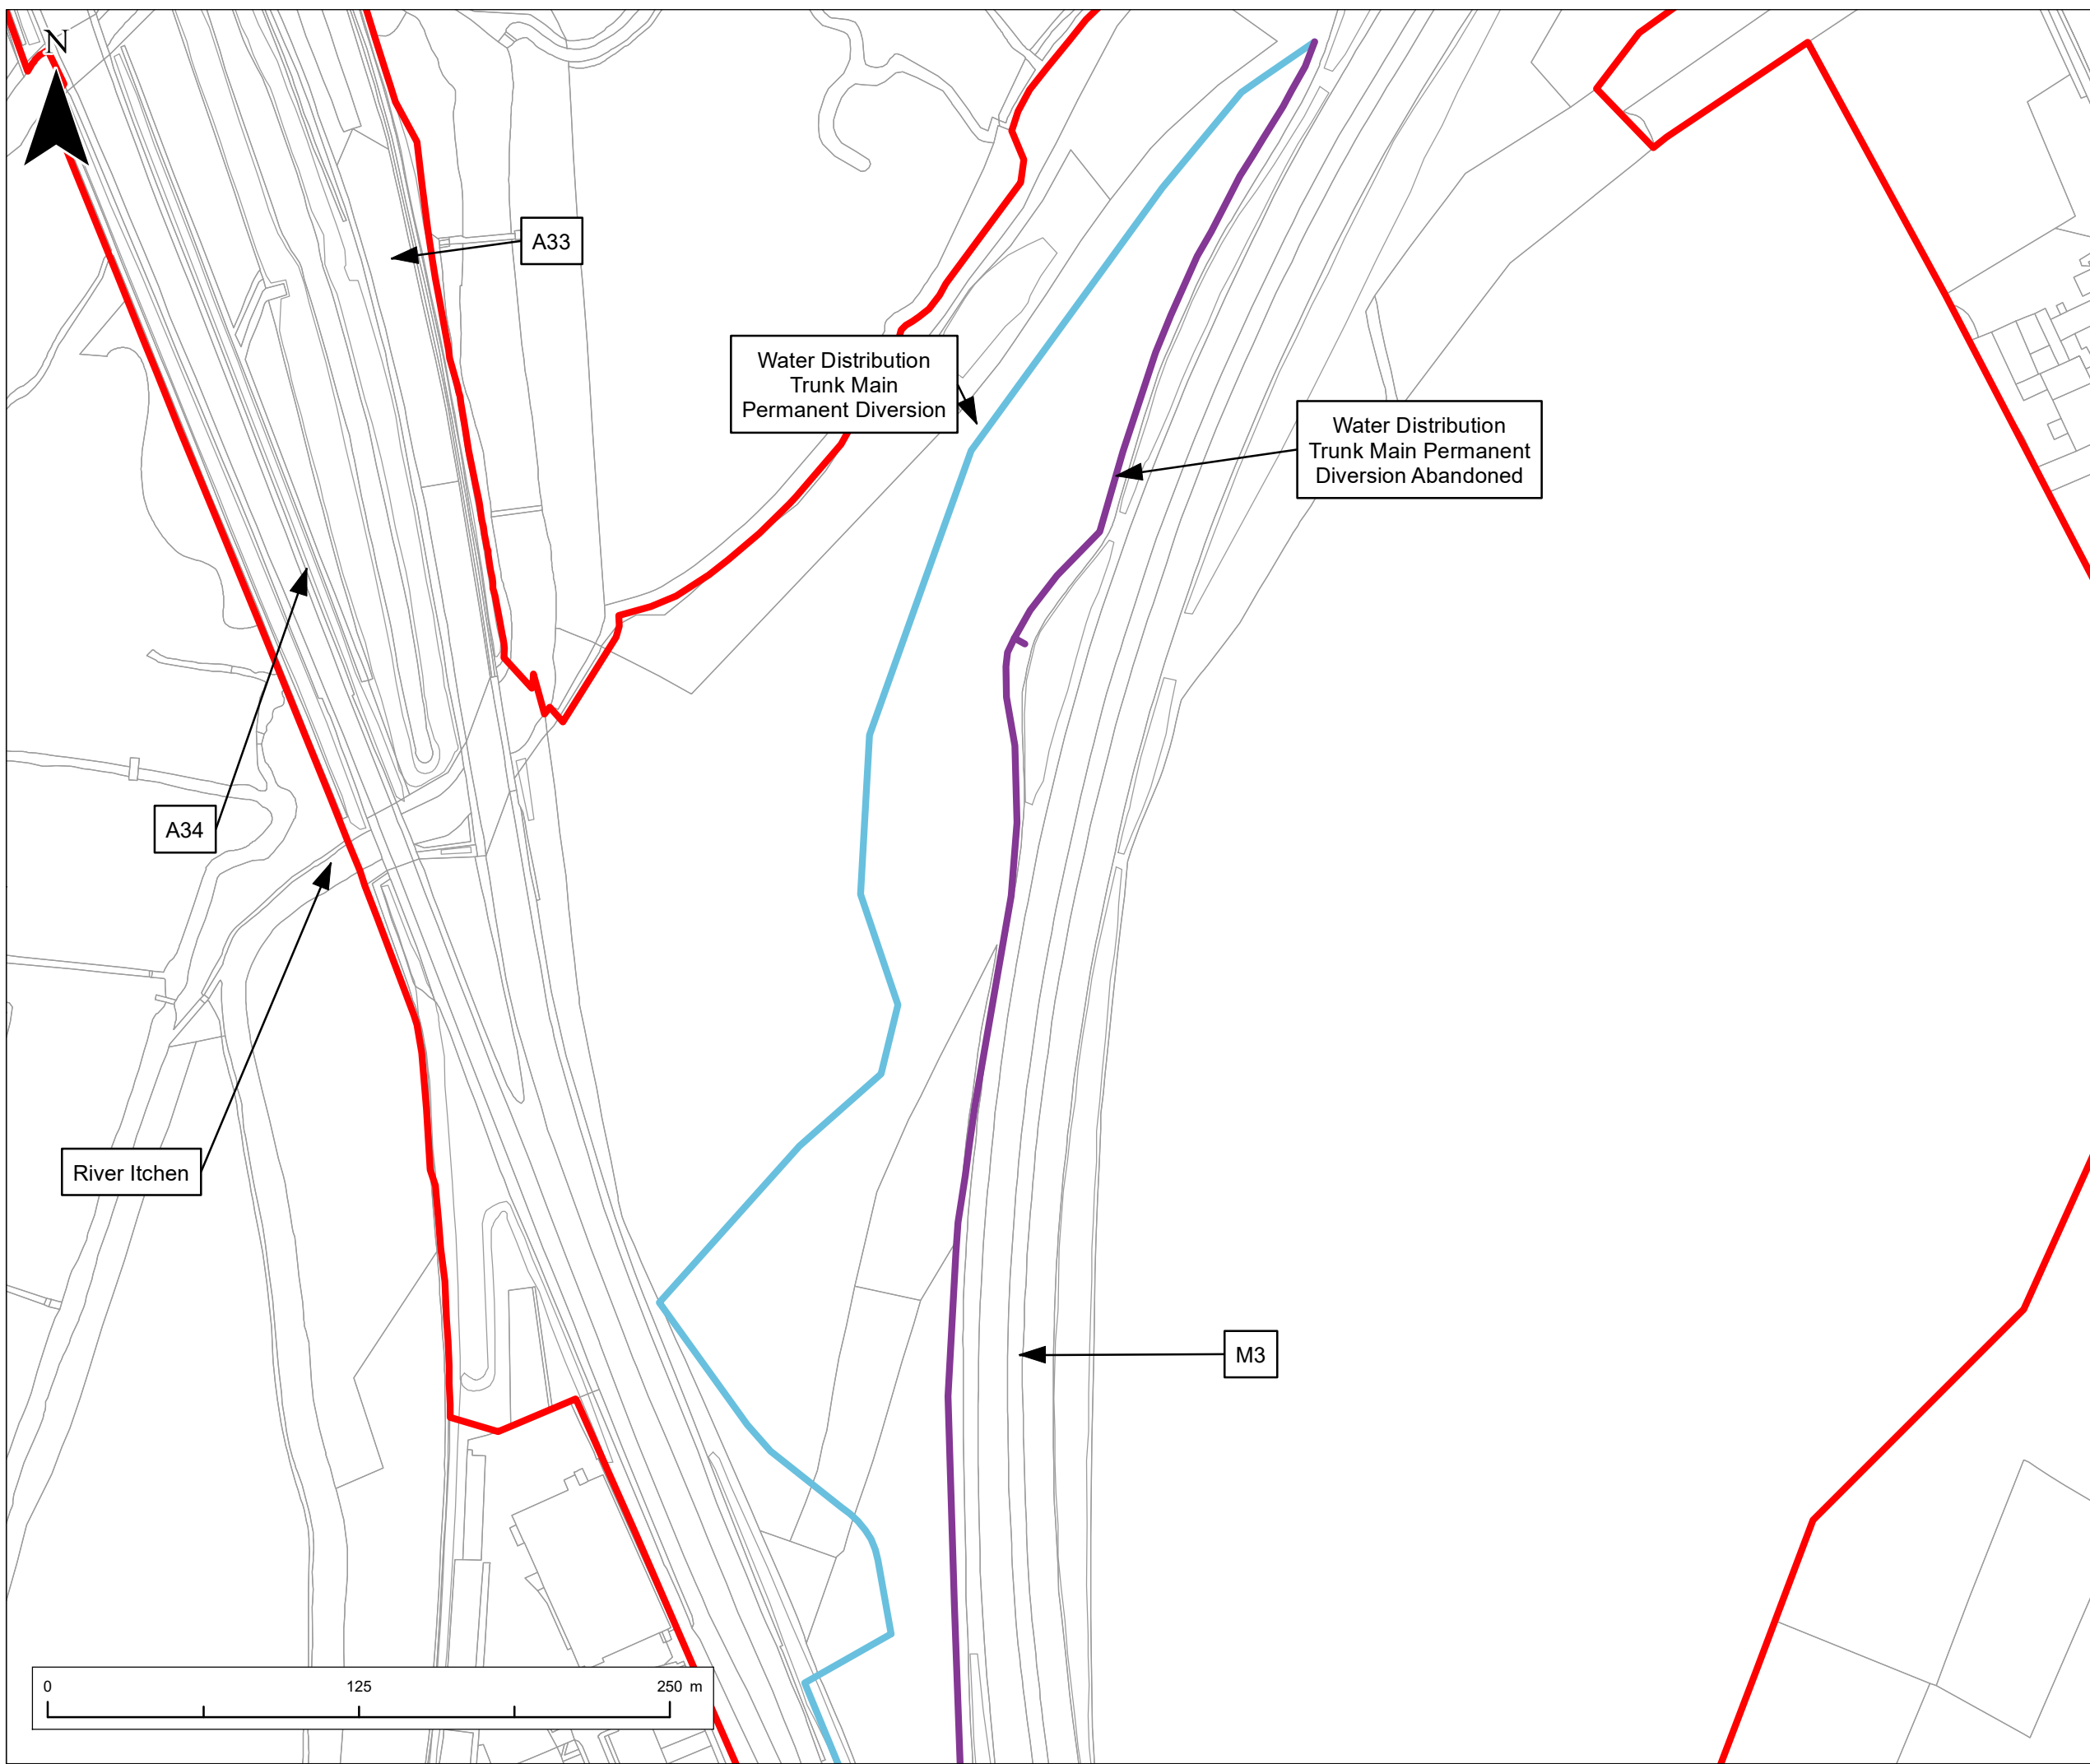 N
A33
Water Distribution
Trunk Main
Permanent Diversion
Water Distribution
Trunk Main Permanent
Diversion Abandoned
A34
River Itchen
M3
0 125 250 m